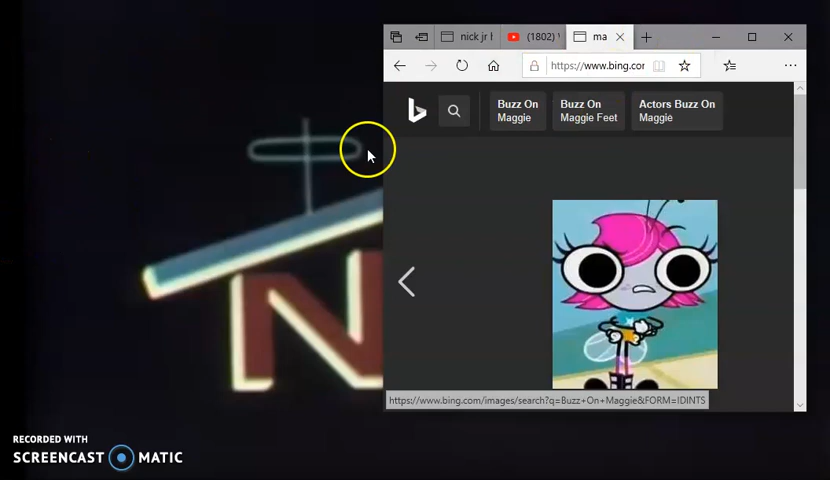 nick jr l
(1802) \
ma
https://www.bing.cor
Buzz On
Maggie
Buzz On
Maggie Feet
Actors Buzz On
Maggie
N
https://www.bing.com/images/search?q=Buzz+On+Maggie&FORM=IDINTS
RECORDED WITH
SCREENCAST MATIC